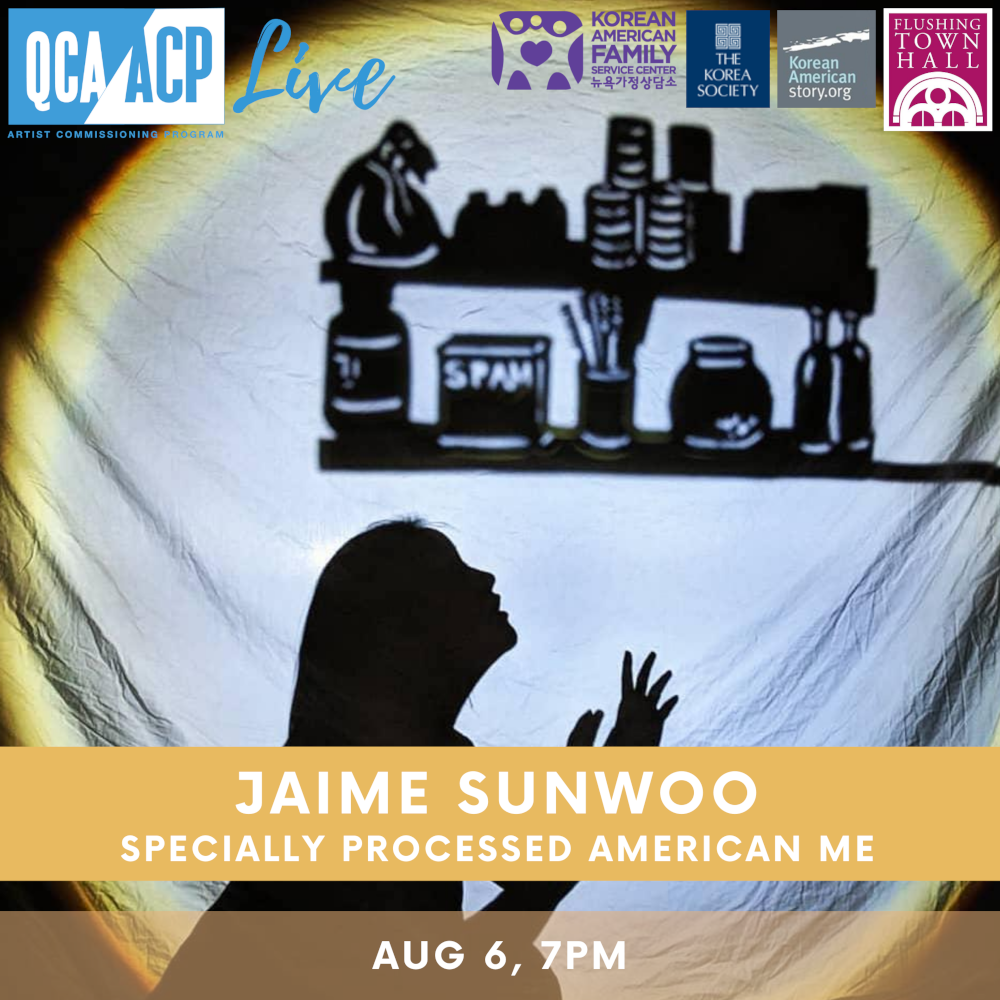 QCA/ACP Live
ARTIST COMMISSIONING PROGRAM
KOREAN
AMERICAN
FAMILY
SERVICE CENTER
뉴욕가정상담소
THE
KOREA
SOCIETY
Korean
American
story.org
FLUSHING
TOWN
HALL
SPAM
JAIME SUNWOO
SPECIALLY PROCESSED AMERICAN ME
AUG 6, 7PM